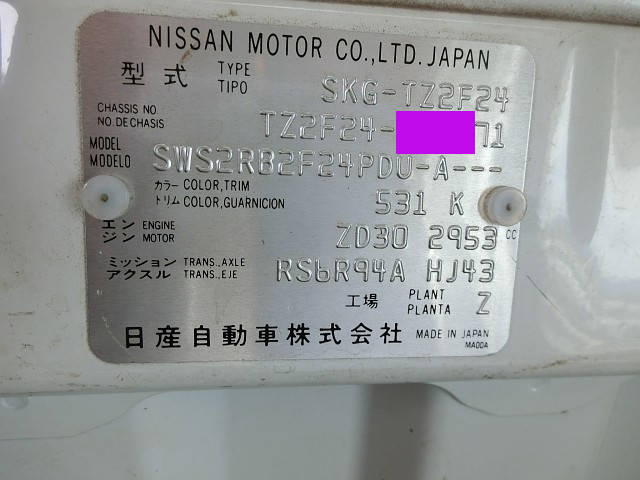 NISSAN MOTOR CO.,LTD.JAPAN
型式 TYPE TIPO SKG-TZ2F24
CHASSIS NO. NO.DE CHASIS TZ2F24- 71
MODEL MODELO SWS2RB2F24PDU-A---
カラー COLOR,TRIM
トリム COLOR,GUARNICION 531 K
エンジン ENGINE MOTOR ZD30 2953 CC
ミッション TRANS.,AXLE
アクスル TRANS.,EJE RS6R94A HJ43
工場 PLANT PLANTA Z
日産自動車株式会社 MADE IN JAPAN
MA00A